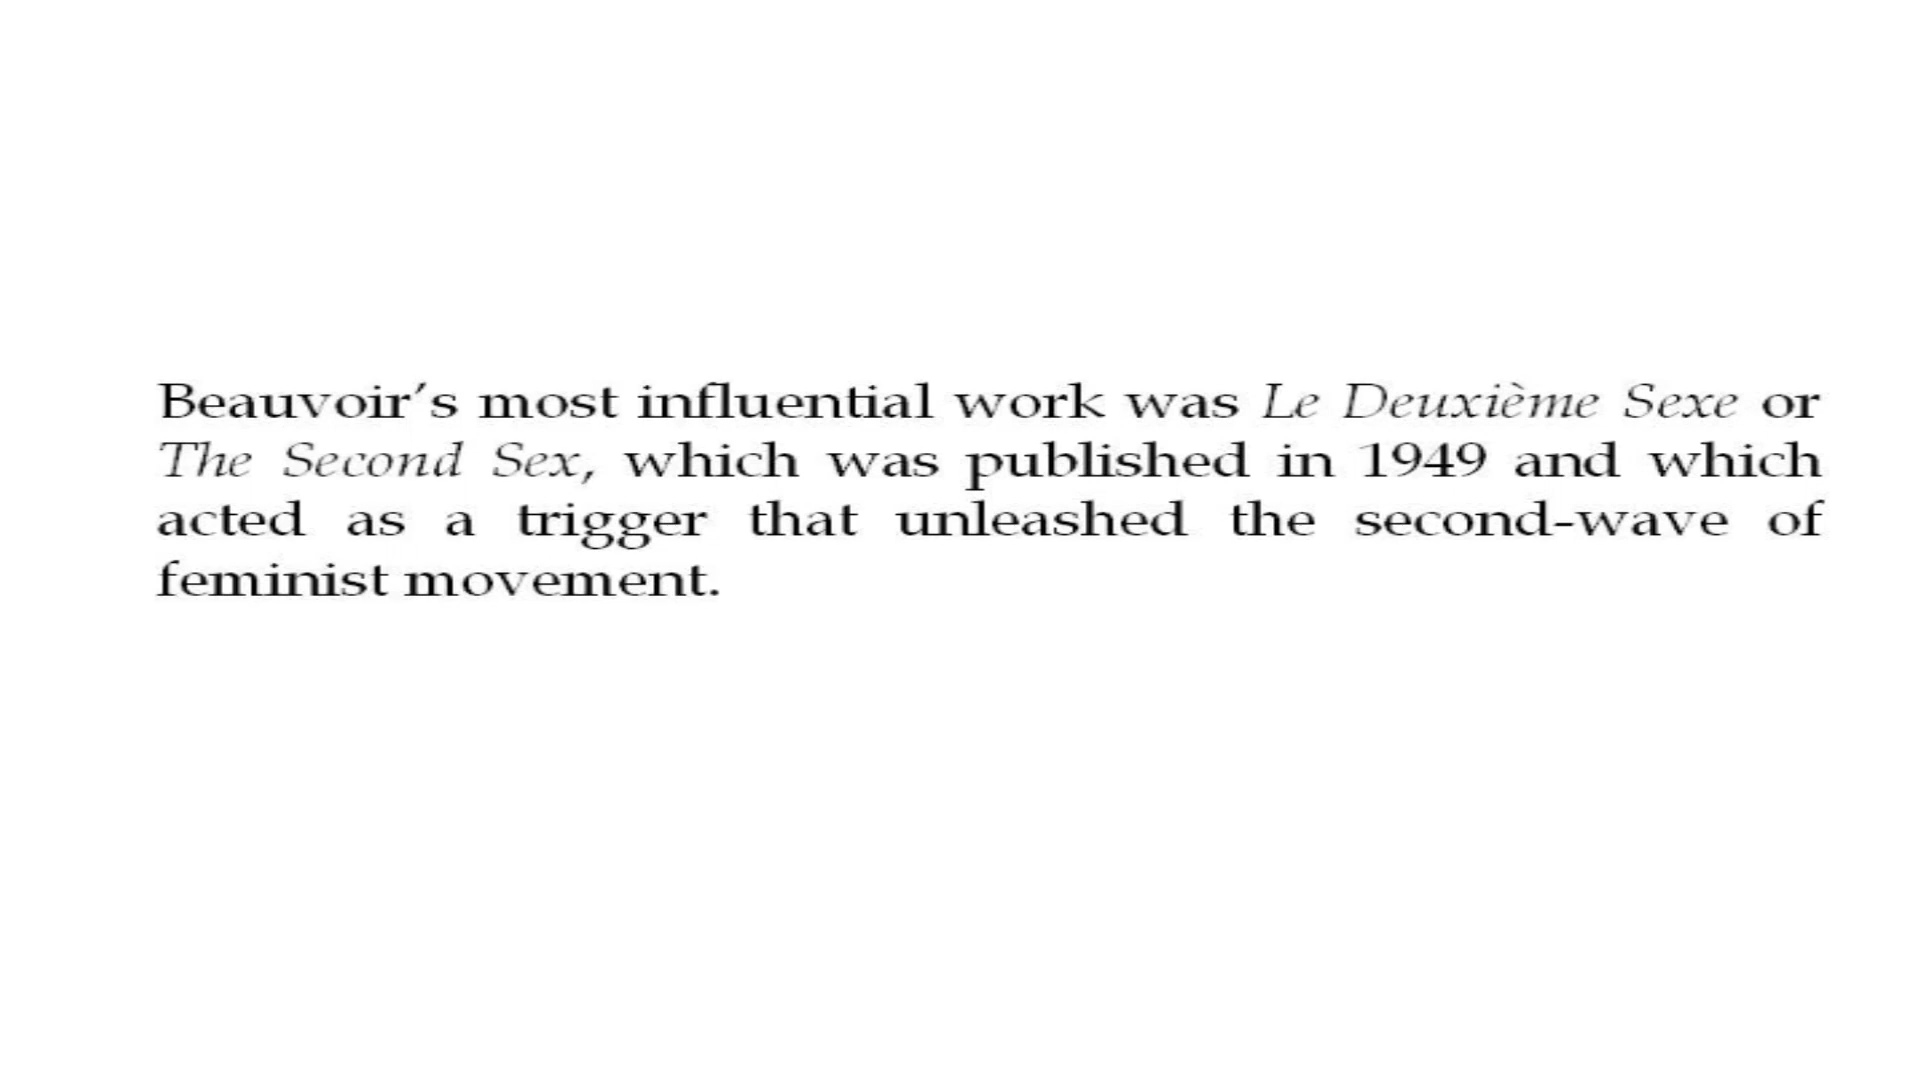 Beauvoir's most influential work was Le Deuxième Sexe or
The Second Sex, which was published in 1949 and which
acted as a trigger that unleashed the second-wave of
feminist movement.